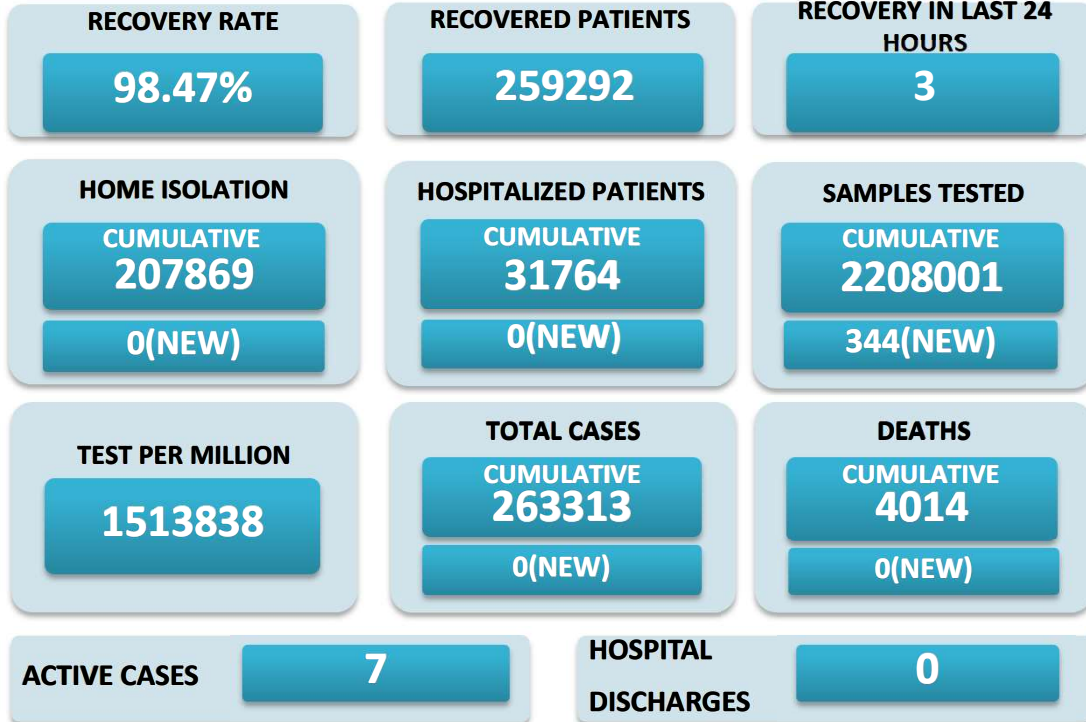 RECOVERY RATE
98.47%
RECOVERED PATIENTS
259292
RECOVERY IN LAST 24
HOURS
3
HOME ISOLATION
CUMULATIVE
207869
0(NEW)
HOSPITALIZED PATIENTS
CUMULATIVE
31764
0(NEW)
SAMPLES TESTED
CUMULATIVE
2208001
344(NEW)
TEST PER MILLION
1513838
TOTAL CASES
CUMULATIVE
263313
0(NEW)
DEATHS
CUMULATIVE
4014
0(NEW)
ACTIVE CASES
7
HOSPITAL
DISCHARGES
0